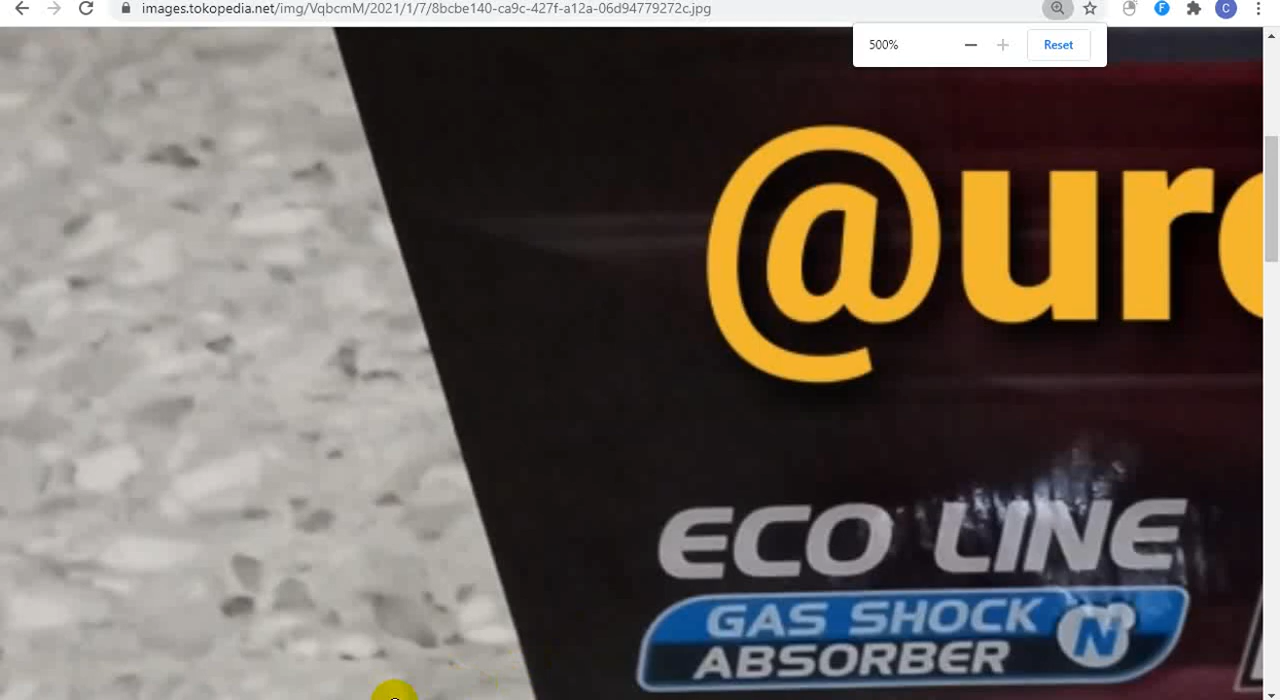 images.tokopedia.net/img/VqbcmM/2021/1/7/8bcbe140-ca9c-427f-a12a-06d94779272c.jpg
F
C
500%
Reset
@ur
ECO LINE
GAS SHOCK
ABSORBER
N